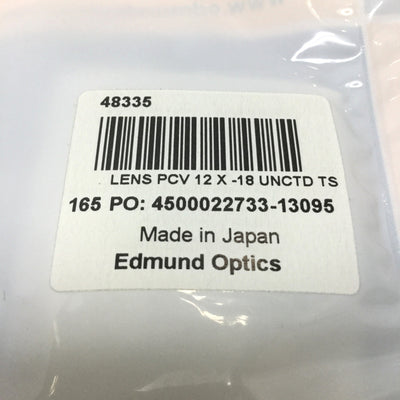 48335
LENS PCV 12 X -18 UNCTD TS
165 PO: 4500022733-13095
Made in Japan
Edmund Optics